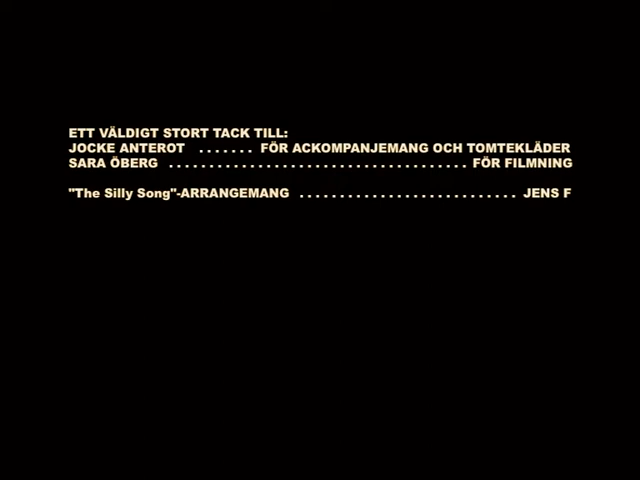 ETT VÄLDIGT STORT TACK TILL:
JOCKE ANTEROT ....... FÖR ACKOMPANJEMANG OCH TOMTEKLÄDER
SARA ÖBERG ..................................... FÖR FILMNING
"The Silly Song"-ARRANGEMANG ........................... JENS F